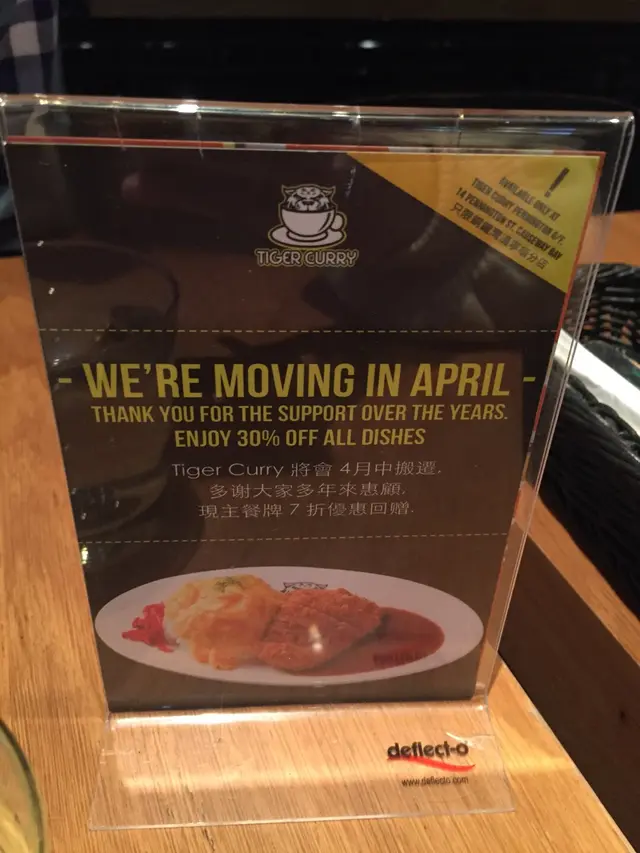 !
AVAILABLE ONLY AT
TIGER CURRY PENNINGTON G/F,
14 PENNINGTON ST, CAUSEWAY BAY
只限銅鑼灣邊寧頓分店
TIGER CURRY
- WE'RE MOVING IN APRIL -
THANK YOU FOR THE SUPPORT OVER THE YEARS.
ENJOY 30% OFF ALL DISHES
Tiger Curry 將會 4月中搬遷,
多谢大家多年來惠顧,
現主餐牌 7 折優惠回赠.
deflect-o
www.deflecto.com